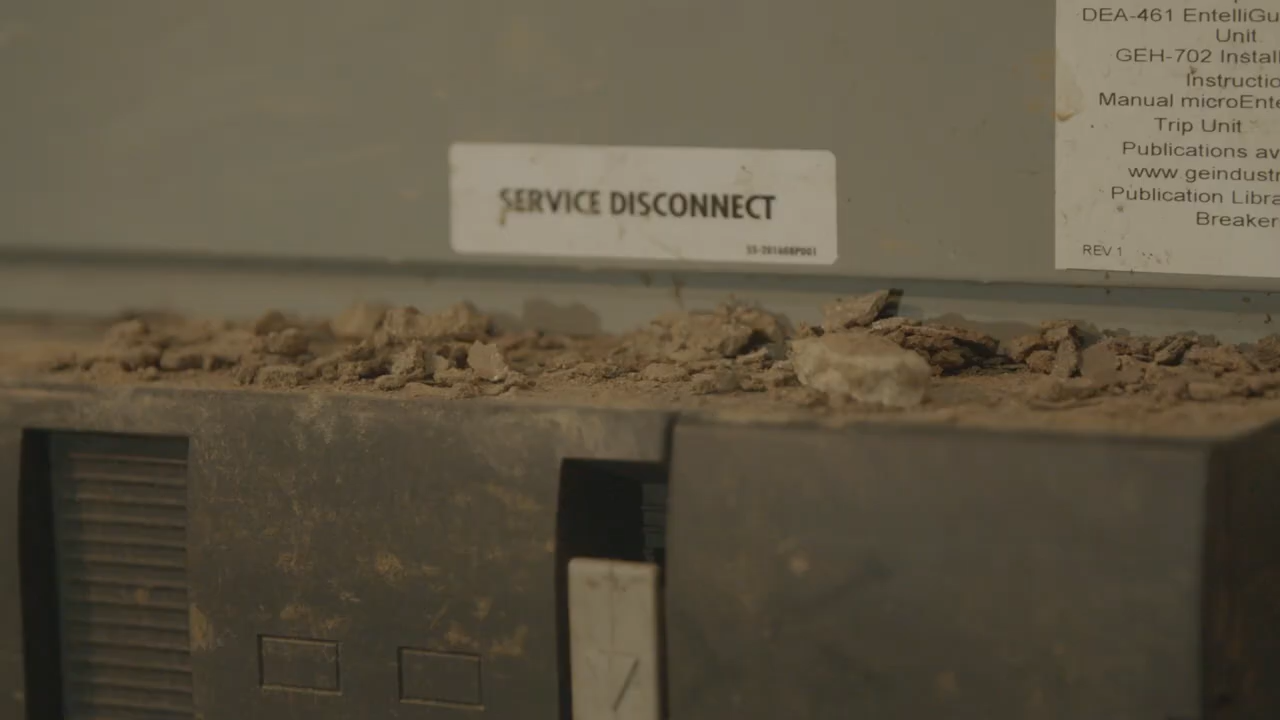 SERVICE DISCONNECT
DEA-461 EntelliGu
Unit
GEH-702 Instal
Instructio
Manual microEnte
Trip Unit
Publications av
www.geindustr
Publication Libra
Breaker
REV 1